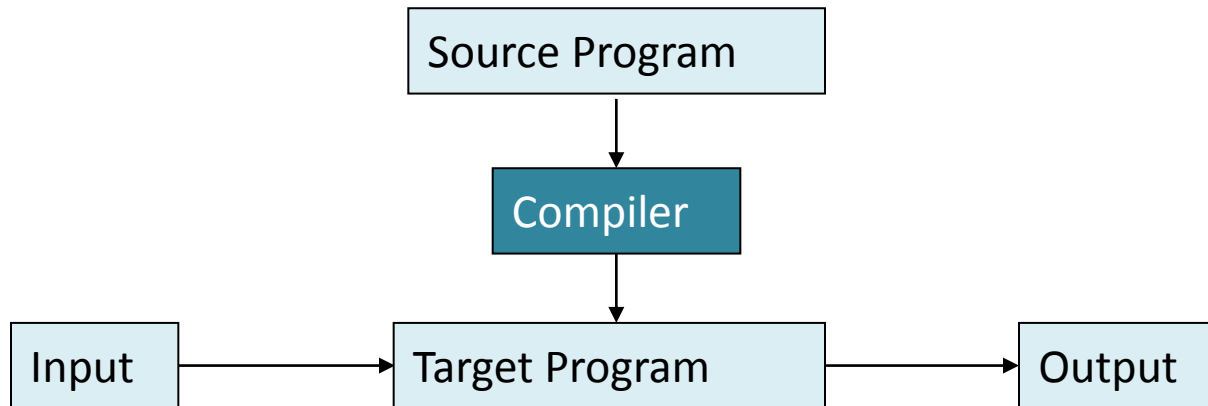 Source Program
Compiler
Input
Target Program
Output